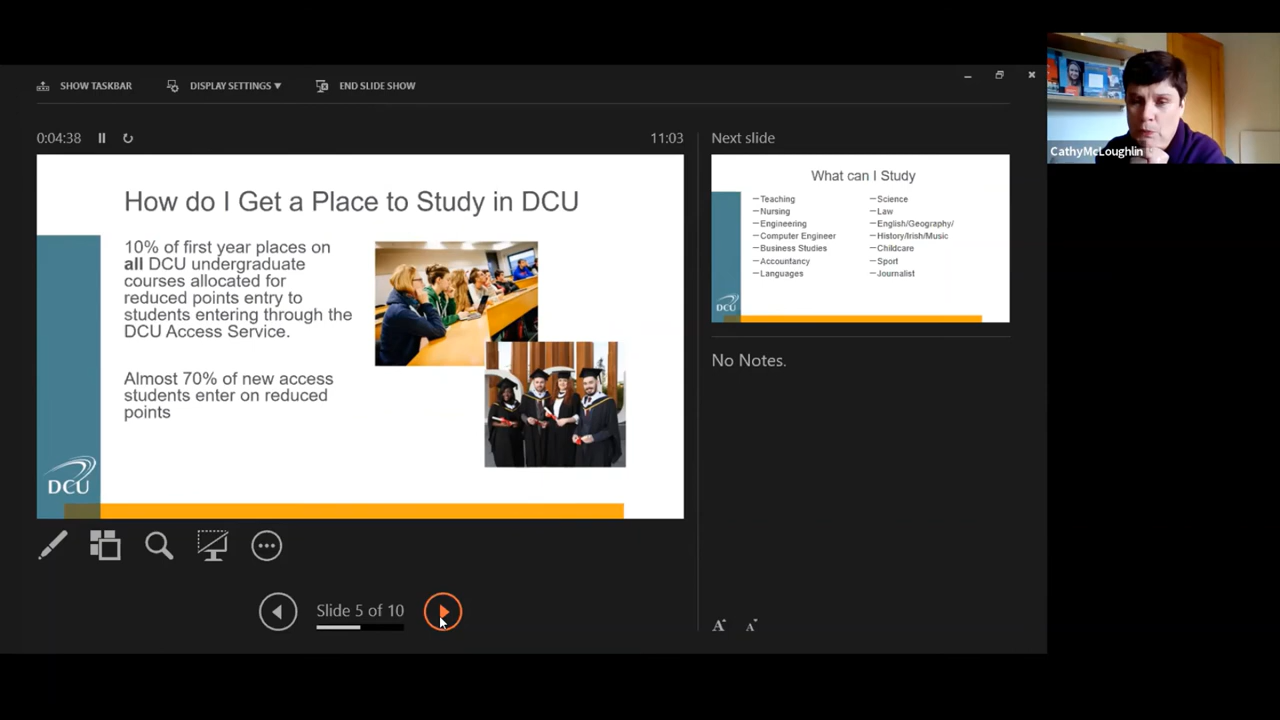 SHOW TASKBAR
DISPLAY SETTINGS ▼
END SLIDE SHOW
0:04:38
11:03
How do I Get a Place to Study in DCU
10% of first year places on
all DCU undergraduate
courses allocated for
reduced points entry to
students entering through the
DCU Access Service.
Almost 70% of new access
students enter on reduced
points
DCU
Slide 5 of 10
Next slide
What can I Study
–Teaching
–Nursing
–Engineering
–Computer Engineer
–Business Studies
–Accountancy
–Languages
–Science
–Law
–English/Geography/
–History/Irish/Music
–Childcare
–Sport
–Journalist
DCU
No Notes.
A
A
CathyMcLoughlin